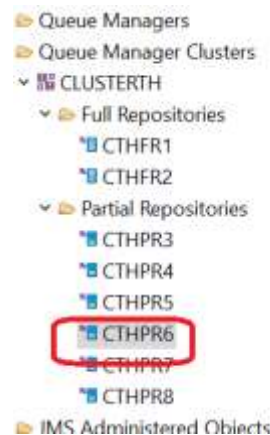 Queue Managers
Queue Manager Clusters
CLUSTERTH
Full Repositories
CTHFR1
CTHFR2
Partial Repositories
CTHPR3
CTHPR4
CTHPR5
CTHPR6
CTHPR7
CTHPR8
JMS Administered Objects